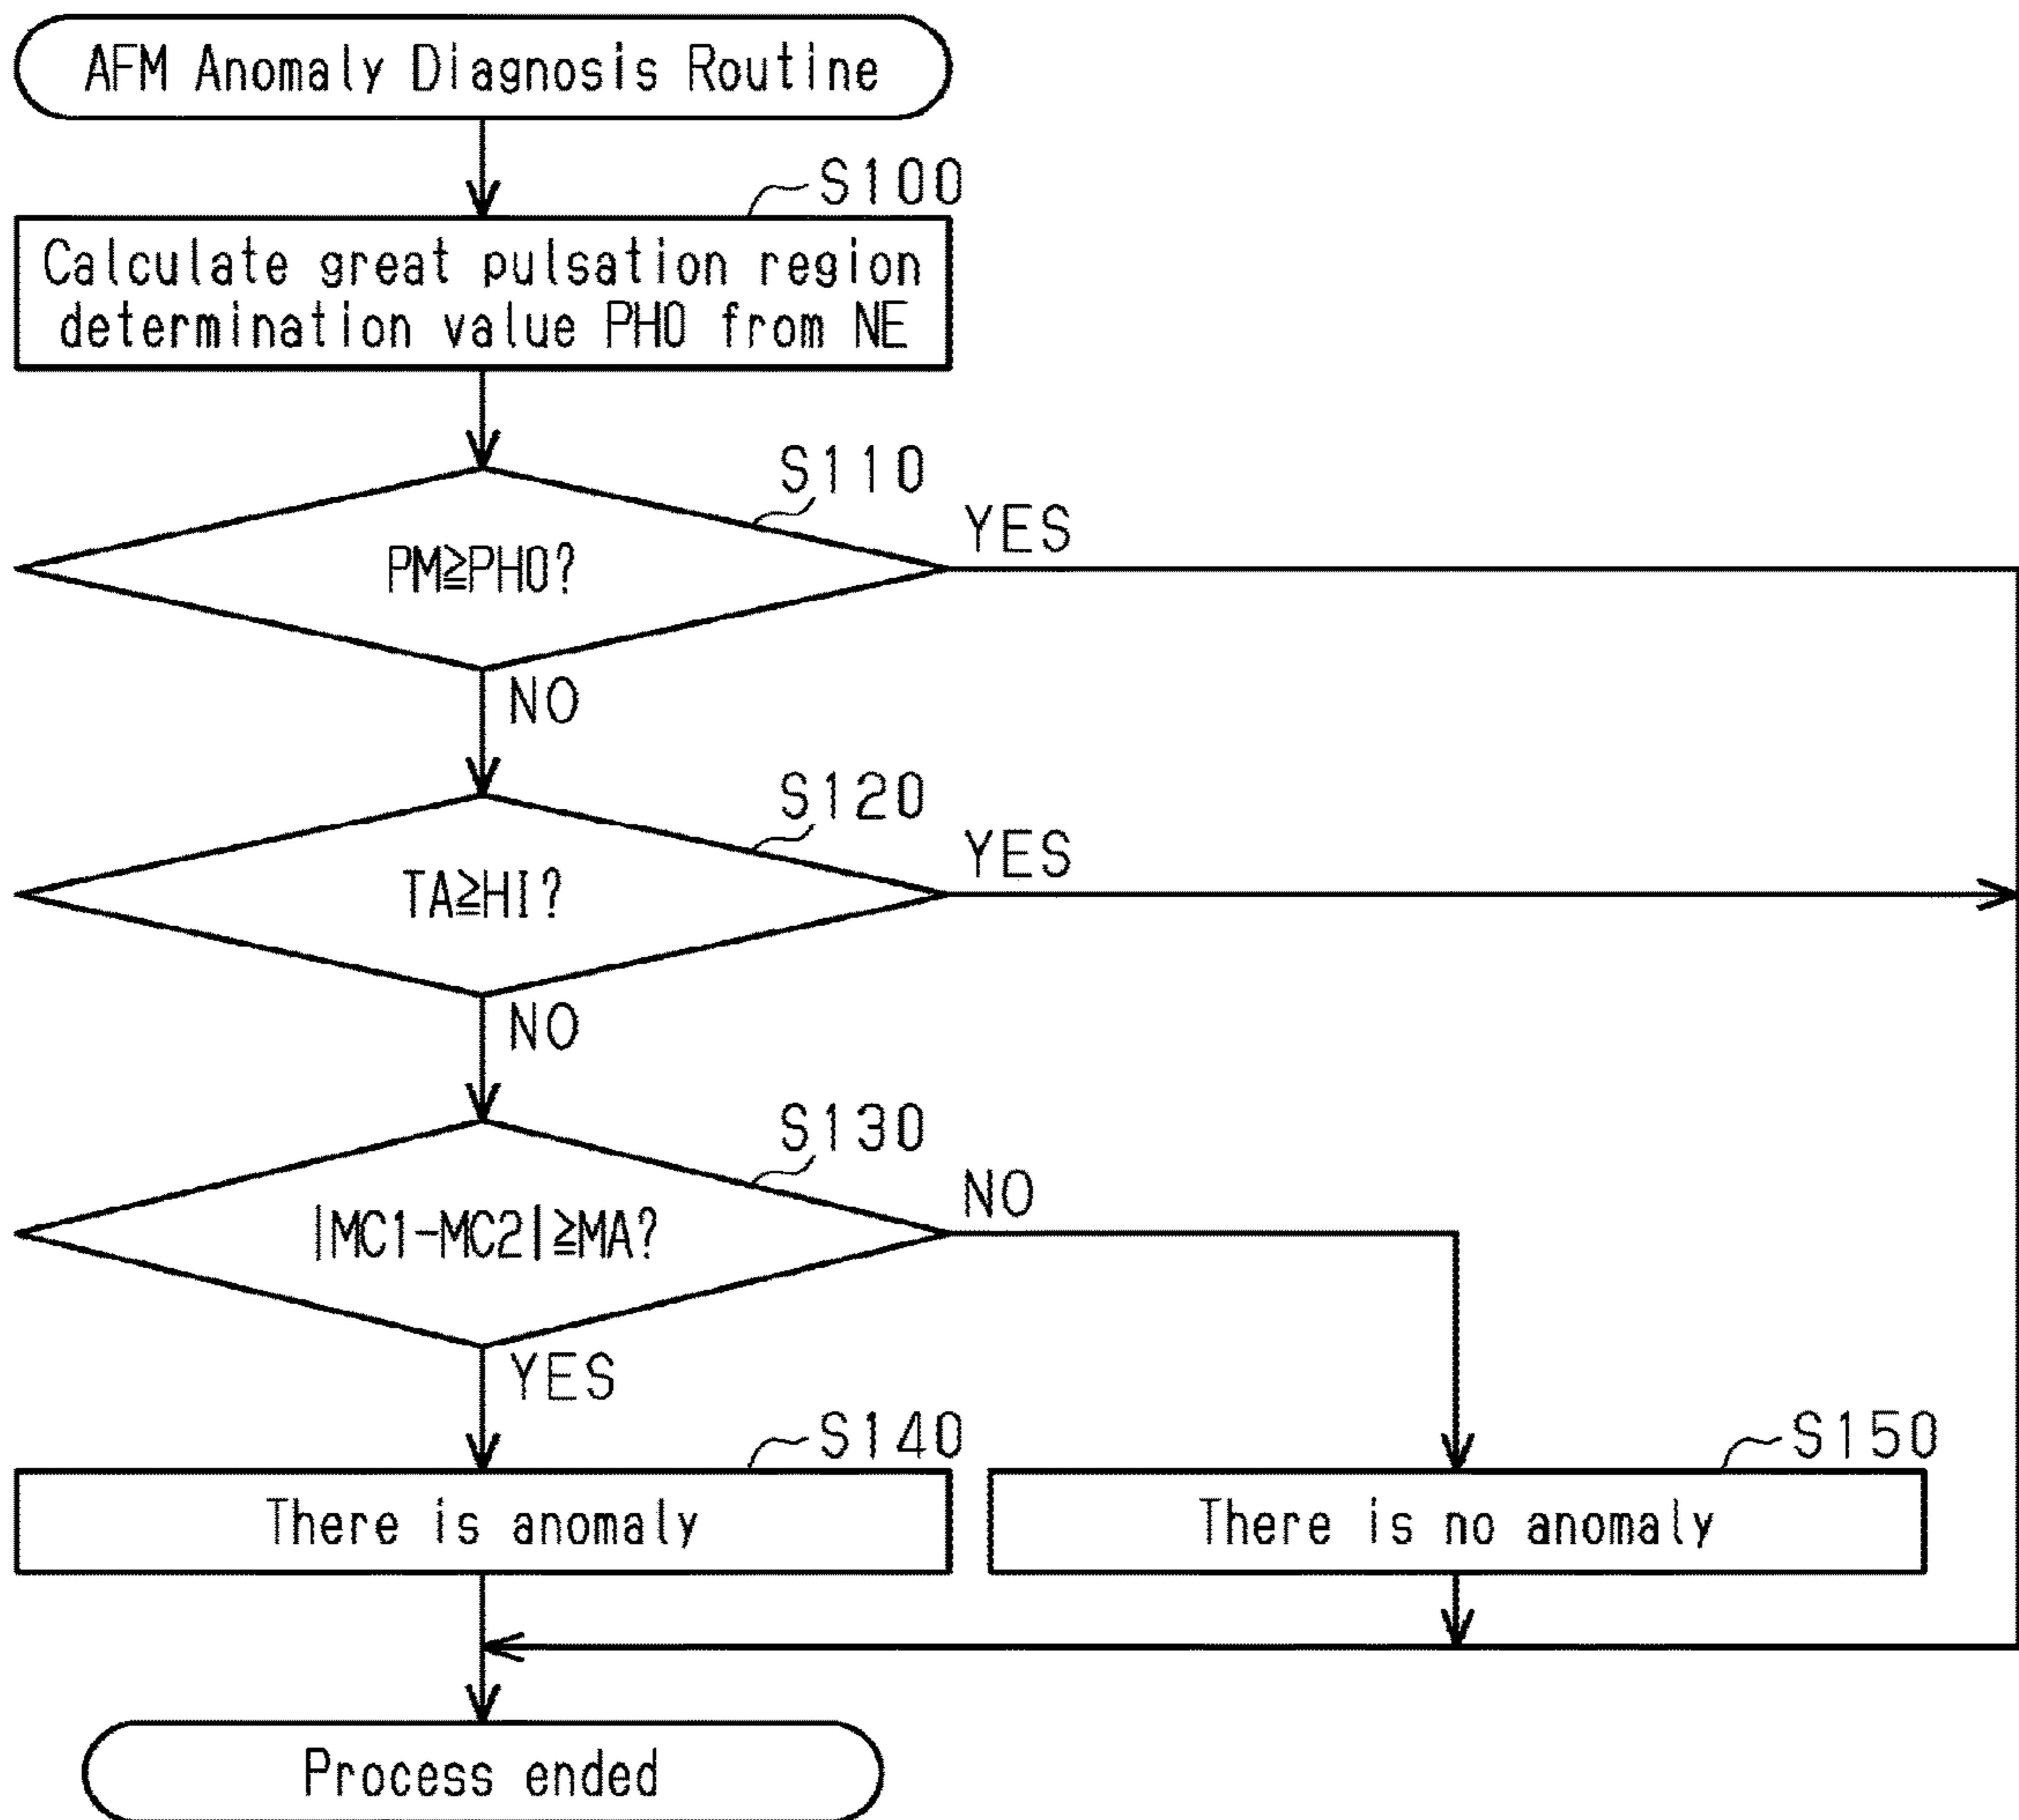 AFM Anomaly Diagnosis Routine
S100
Calculate great pulsation region
determination value PH0 from NE
S110
PM≧PH0?
YES
NO
S120
TA≧HI?
YES
NO
S130
|MC1-MC2|≧MA?
NO
YES
S140
There is anomaly
S150
There is no anomaly
Process ended